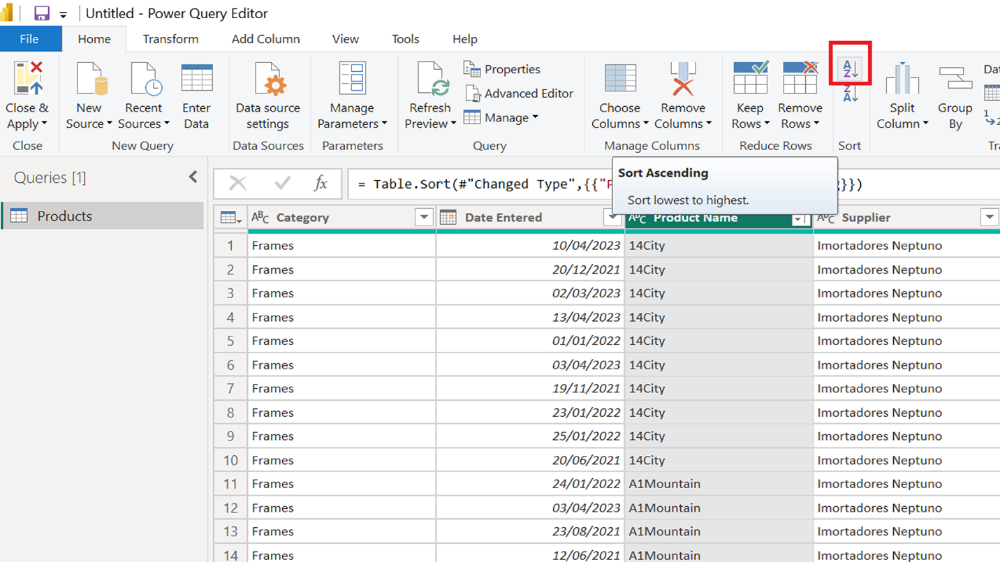 Untitled - Power Query Editor
File Home Transform Add Column View Tools Help
Close & Apply
Close
New Source
Recent Sources
Enter Data
New Query
Data source settings
Data Sources
Manage Parameters
Parameters
Refresh Preview
Properties
Advanced Editor
Manage
Query
Choose Columns
Remove Columns
Manage Columns
Keep Rows
Remove Rows
Reduce Rows
A Z
Z A
Sort
Split Column
Group By
Queries [1]
Products
fx
= Table.Sort(#"Changed Type",{{"P
}})
Sort Ascending
Sort lowest to highest.
ABC Category Date Entered ABC Product Name ABC Supplier
1 Frames 10/04/2023 14City Imortadores Neptuno
2 Frames 20/12/2021 14City Imortadores Neptuno
3 Frames 02/03/2023 14City Imortadores Neptuno
4 Frames 13/04/2023 14City Imortadores Neptuno
5 Frames 01/01/2022 14City Imortadores Neptuno
6 Frames 03/04/2023 14City Imortadores Neptuno
7 Frames 19/11/2021 14City Imortadores Neptuno
8 Frames 23/01/2022 14City Imortadores Neptuno
9 Frames 25/01/2022 14City Imortadores Neptuno
10 Frames 20/06/2021 14City Imortadores Neptuno
11 Frames 24/01/2022 A1Mountain Imortadores Neptuno
12 Frames 03/04/2023 A1Mountain Imortadores Neptuno
13 Frames 23/08/2021 A1Mountain Imortadores Neptuno
14 Frames 12/06/2021 A1Mountain Imortadores Neptuno